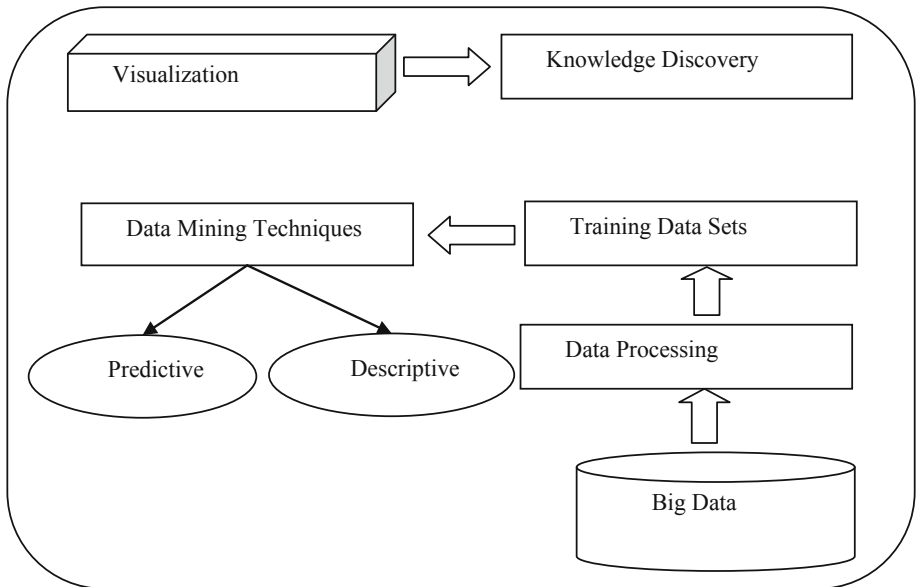 Visualization
Knowledge Discovery
Data Mining Techniques
Training Data Sets
Predictive
Descriptive
Data Processing
Big Data